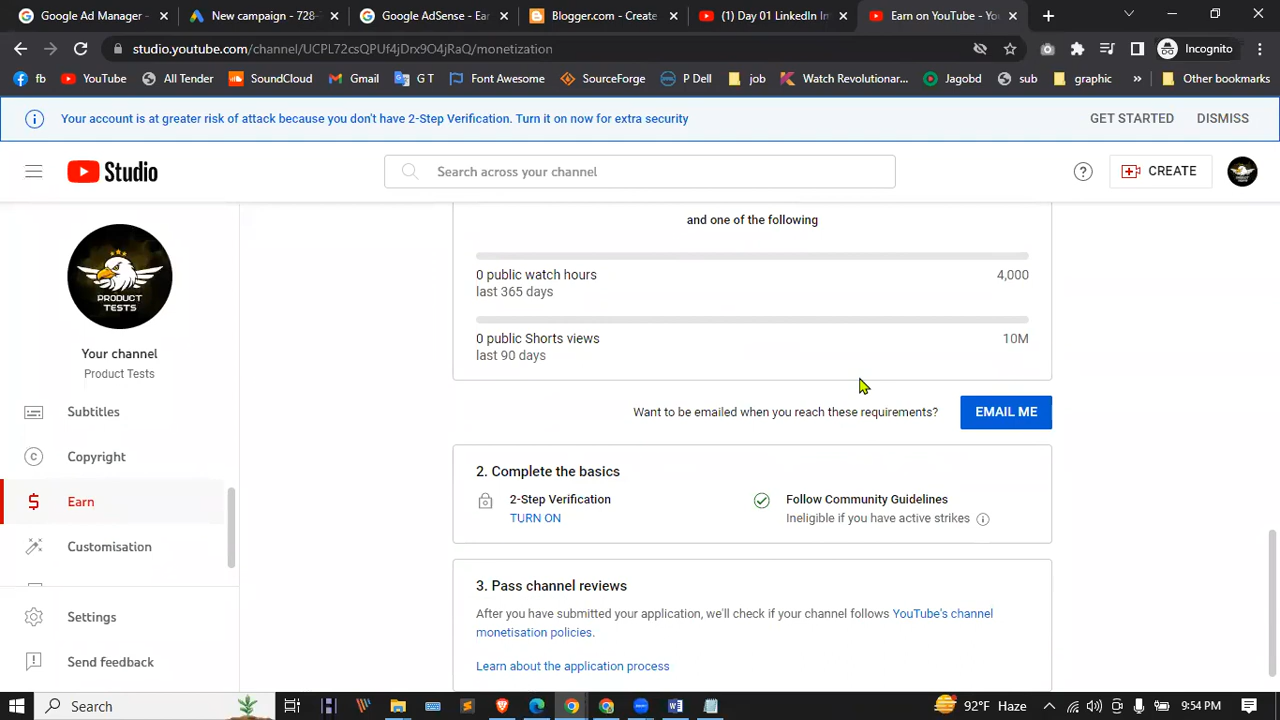 Google Ad Manager -
New campaign - 728-
Google AdSense - Ea
Blogger.com - Create
(1) Day 01 LinkedIn In
Earn on YouTube - Yo
studio.youtube.com/channel/UCPL72csQPUf4jDrx9O4jRaQ/monetization
Incognito
fb
YouTube
All Tender
SoundCloud
Gmail
G T
Font Awesome
SourceForge
P Dell
job
Watch Revolutionar...
Jagobd
sub
graphic
»
Other bookmarks
Your account is at greater risk of attack because you don't have 2-Step Verification. Turn it on now for extra security
GET STARTED
DISMISS
Studio
Search across your channel
CREATE
PRODUCT
TESTS
Your channel
Product Tests
Subtitles
Copyright
Earn
Customisation
Settings
Send feedback
and one of the following
0 public watch hours
4,000
last 365 days
0 public Shorts views
10M
last 90 days
Want to be emailed when you reach these requirements?
EMAIL ME
2. Complete the basics
2-Step Verification
TURN ON
Follow Community Guidelines
Ineligible if you have active strikes
3. Pass channel reviews
After you have submitted your application, we'll check if your channel follows YouTube's channel
monetisation policies.
Learn about the application process
Search
92°F Haze
9:54 PM